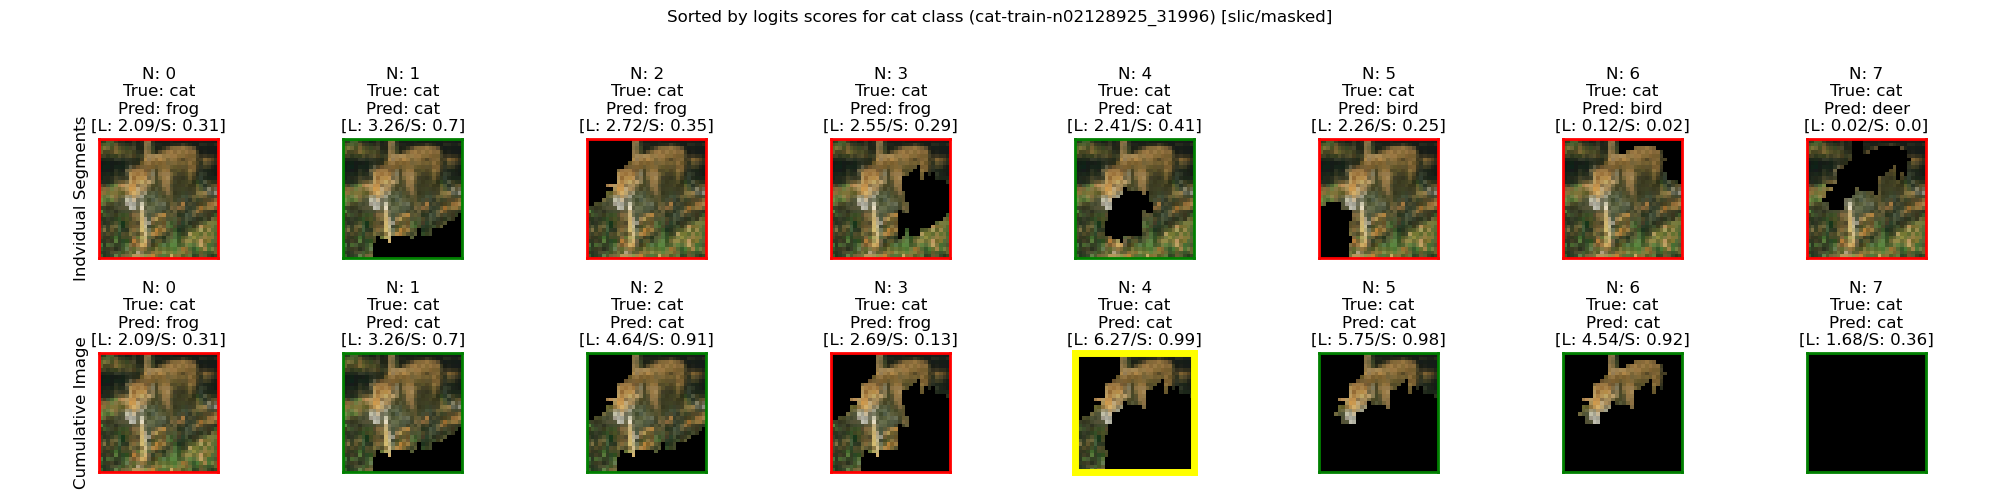 Sorted by logits scores for cat class (cat-train-n02128925_31996) [slic/masked]
Indvidual Segments
N: 0
True: cat
Pred: frog
[L: 2.09/S: 0.31]
N: 1
True: cat
Pred: cat
[L: 3.26/S: 0.7]
N: 2
True: cat
Pred: frog
[L: 2.72/S: 0.35]
N: 3
True: cat
Pred: frog
[L: 2.55/S: 0.29]
N: 4
True: cat
Pred: cat
[L: 2.41/S: 0.41]
N: 5
True: cat
Pred: bird
[L: 2.26/S: 0.25]
N: 6
True: cat
Pred: bird
[L: 0.12/S: 0.02]
N: 7
True: cat
Pred: deer
[L: 0.02/S: 0.0]
Cumulative Image
N: 0
True: cat
Pred: frog
[L: 2.09/S: 0.31]
N: 1
True: cat
Pred: cat
[L: 3.26/S: 0.7]
N: 2
True: cat
Pred: cat
[L: 4.64/S: 0.91]
N: 3
True: cat
Pred: frog
[L: 2.69/S: 0.13]
N: 4
True: cat
Pred: cat
[L: 6.27/S: 0.99]
N: 5
True: cat
Pred: cat
[L: 5.75/S: 0.98]
N: 6
True: cat
Pred: cat
[L: 4.54/S: 0.92]
N: 7
True: cat
Pred: cat
[L: 1.68/S: 0.36]